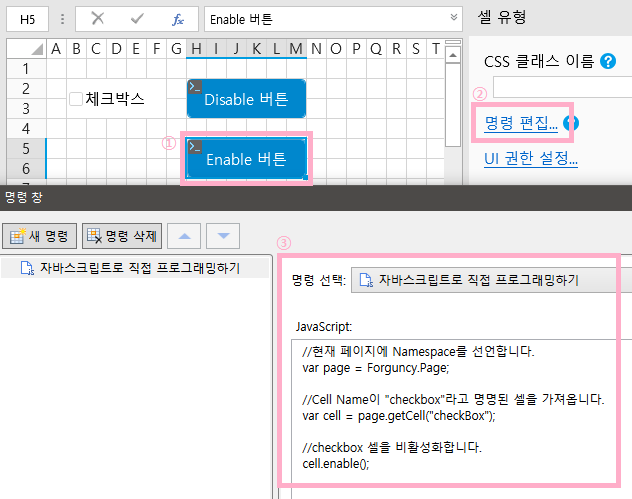 H5
fx
Enable 버튼
셀 유형
A B C D E F G H I J K L M N O P Q R S T
1
2
3
4
5
6
7
체크박스
Disable 버튼
①
Enable 버튼
CSS 클래스 이름 ?
②
명령 편집... ?
UI 권한 설정...
명령 창
새 명령
명령 삭제
③
자바스크립트로 직접 프로그래밍하기
명령 선택: 자바스크립트로 직접 프로그래밍하기
JavaScript:
//현재 페이지에 Namespace를 선언합니다.
var page = Forguncy.Page;
//Cell Name이 "checkbox"라고 명명된 셀을 가져옵니다.
var cell = page.getCell("checkBox");
//checkbox 셀을 비활성화합니다.
cell.enable();